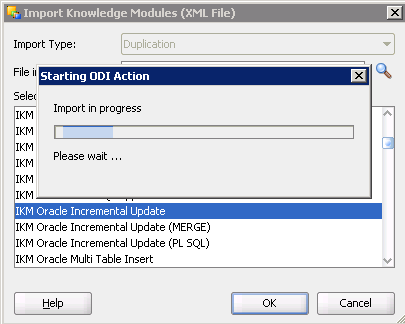 Import Knowledge Modules (XML File)
Import Type: Duplication
File i
Starting ODI Action
Import in progress
Please wait ...
Selec
IKM
IKM
IKM
IKM
IKM
IKM
IKM Oracle Incremental Update
IKM Oracle Incremental Update (MERGE)
IKM Oracle Incremental Update (PL SQL)
IKM Oracle Multi Table Insert
Help
OK
Cancel